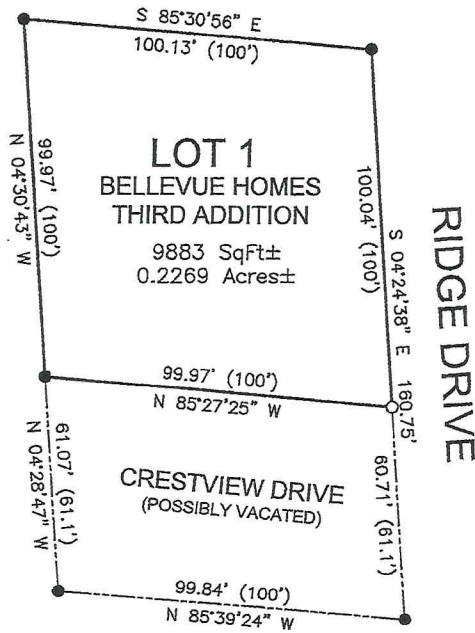 S 85°30'56" E
100.13' (100')
LOT 1
BELLEVUE HOMES
THIRD ADDITION
9883 SqFt±
0.2269 Acres±
99.97' (100')
N 04°30'43" W
100.04' (100')
S 04°24'38" E 160.75'
RIDGE DRIVE
99.97' (100')
N 85°27'25" W
61.07' (61.1')
N 04°28'47" W
CRESTVIEW DRIVE
(POSSIBLY VACATED)
60.71' (61.1')
99.84' (100')
N 85°39'24" W